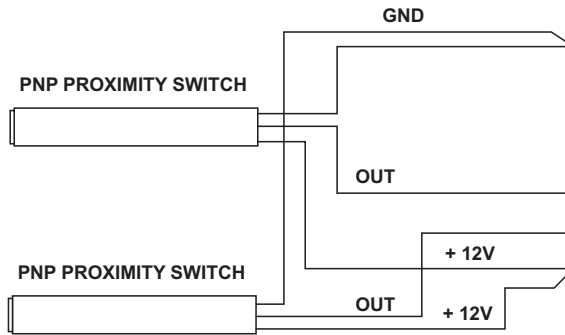 GND
PNP PROXIMITY SWITCH
OUT
+ 12V
PNP PROXIMITY SWITCH
OUT
+ 12V